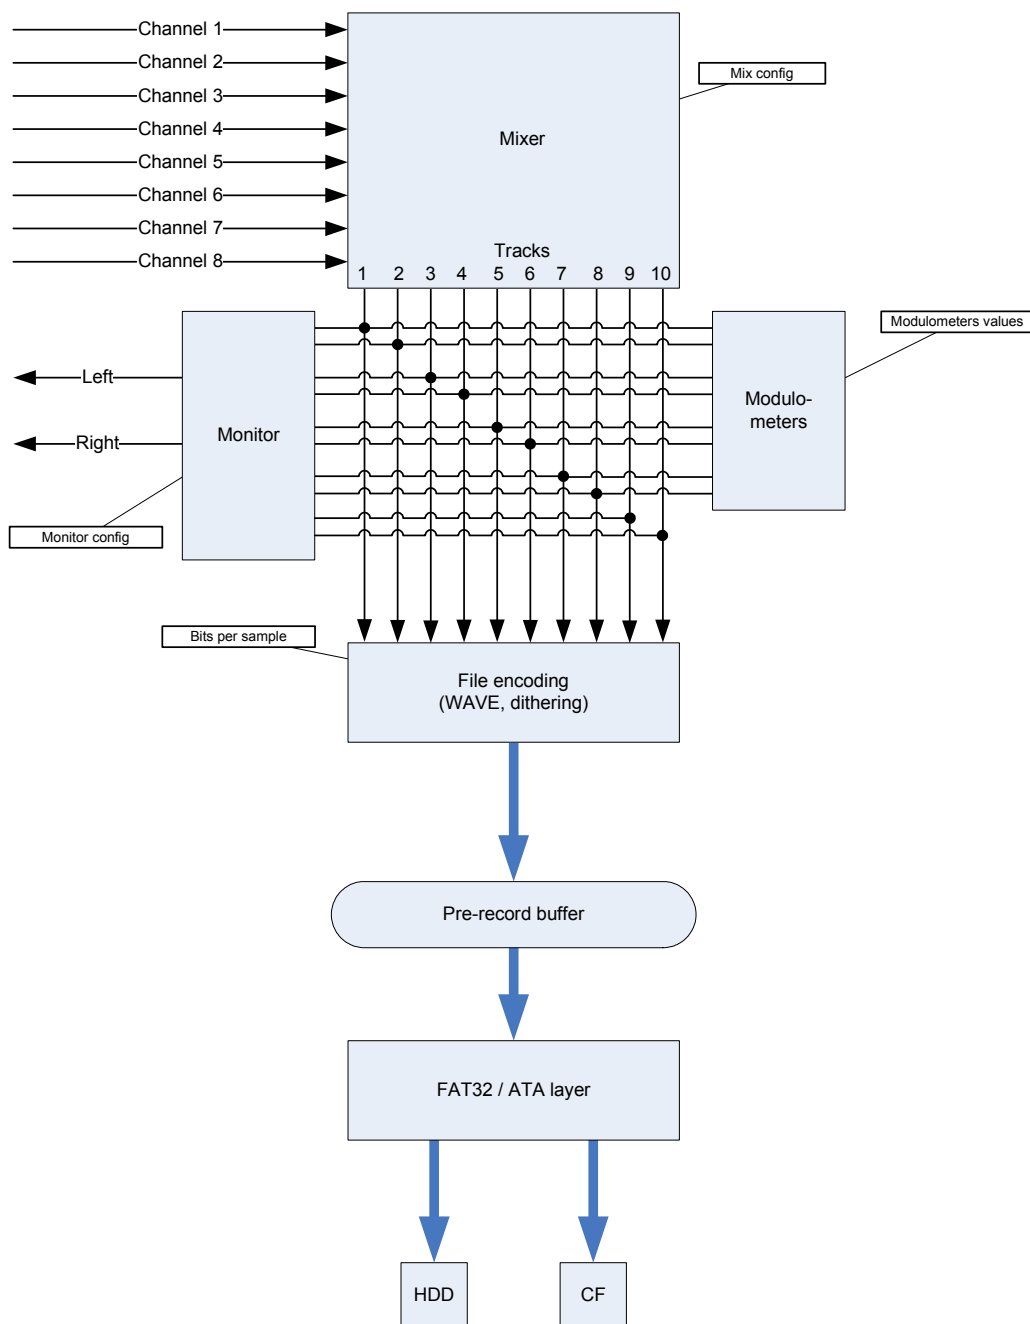 Channel 1
Channel 2
Channel 3
Channel 4
Channel 5
Channel 6
Channel 7
Channel 8
Mixer
Mix config
Tracks
1 2 3 4 5 6 7 8 9 10
Left
Right
Monitor
Monitor config
Modulo-
meters
Modulometers values
Bits per sample
File encoding
(WAVE, dithering)
Pre-record buffer
FAT32 / ATA layer
HDD
CF